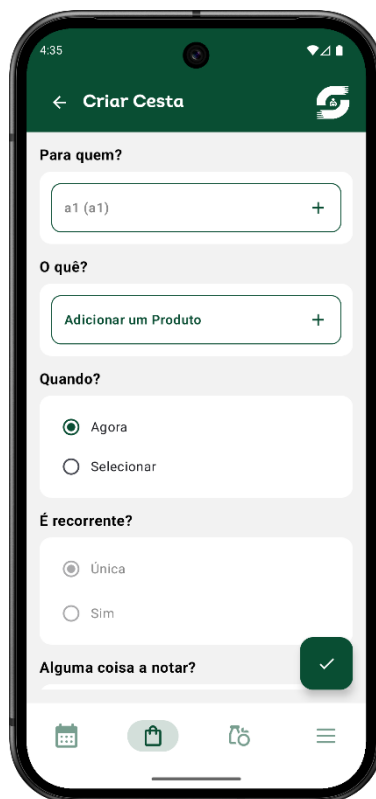 4:35
Criar Cesta
Para quem?
a1 (a1)
O quê?
Adicionar um Produto
Quando?
Agora
Selecionar
É recorrente?
Única
Sim
Alguma coisa a notar?